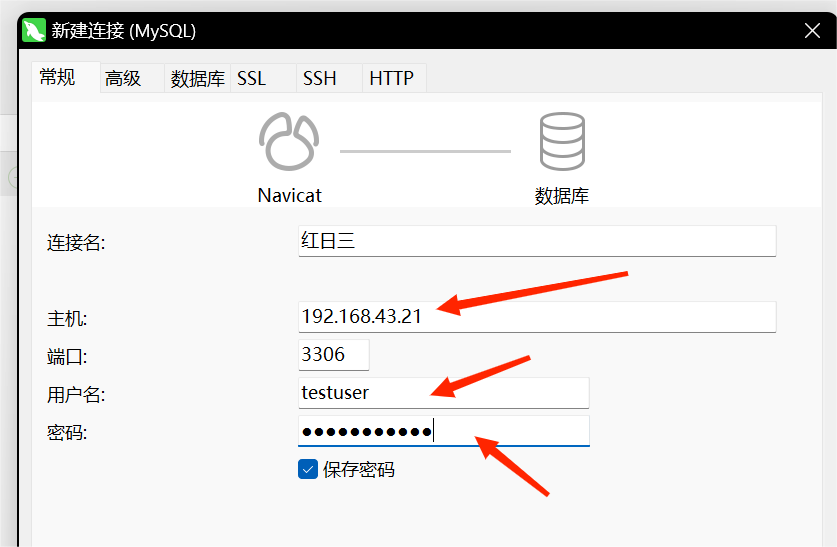 新建连接 (MySQL)
常规 高级 数据库 SSL SSH HTTP
Navicat 数据库
连接名: 红日三
主机: 192.168.43.21
端口: 3306
用户名: testuser
密码: ●●●●●●●●●●●
保存密码